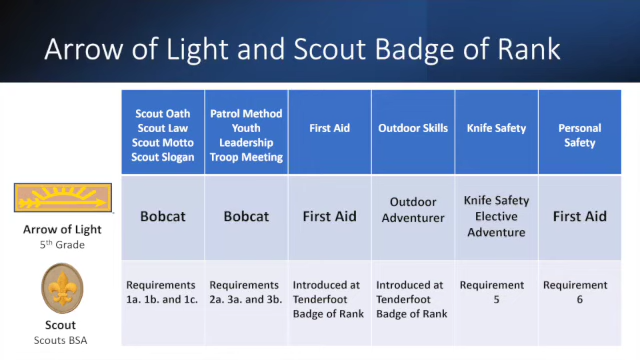 Arrow of Light and Scout Badge of Rank
Scout Oath
Scout Law
Scout Motto
Scout Slogan
Patrol Method
Youth
Leadership
Troop Meeting
First Aid
Outdoor Skills
Knife Safety
Personal
Safety
Arrow of Light
5th Grade
Bobcat
Bobcat
First Aid
Outdoor
Adventurer
Knife Safety
Elective
Adventure
First Aid
Scout
Scouts BSA
Requirements
1a. 1b. and 1c.
Requirements
2a. 3a. and 3b.
Introduced at
Tenderfoot
Badge of Rank
Introduced at
Tenderfoot
Badge of Rank
Requirement
5
Requirement
6